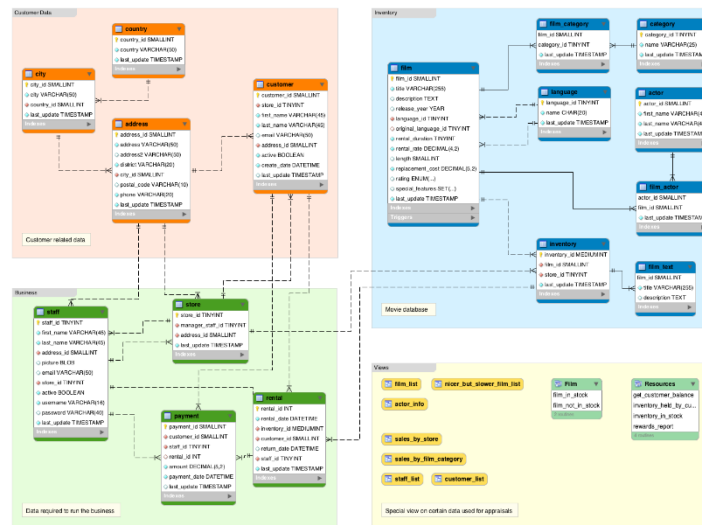 Customer Data
country
country_id SMALLINT
country VARCHAR(50)
last_update TIMESTAMP
Indexes
city
city_id SMALLINT
city VARCHAR(50)
country_id SMALLINT
last_update TIMESTAMP
Indexes
address
address_id SMALLINT
address VARCHAR(50)
address2 VARCHAR(50)
district VARCHAR(20)
city_id SMALLINT
postal_code VARCHAR(10)
phone VARCHAR(20)
last_update TIMESTAMP
Indexes
customer
customer_id SMALLINT
store_id TINYINT
first_name VARCHAR(45)
last_name VARCHAR(45)
email VARCHAR(50)
address_id SMALLINT
active BOOLEAN
create_date DATETIME
last_update TIMESTAMP
Indexes
Customer related data
Inventory
film
film_id SMALLINT
title VARCHAR(255)
description TEXT
release_year YEAR
language_id TINYINT
original_language_id TINYINT
rental_duration TINYINT
rental_rate DECIMAL(4,2)
length SMALLINT
replacement_cost DECIMAL(5,2)
rating ENUM(...)
special_features SET(...)
last_update TIMESTAMP
Indexes
Triggers
film_category
film_id SMALLINT
category_id TINYINT
last_update TIMESTAMP
Indexes
category
category_id TINYINT
name VARCHAR(25)
last_update TIMESTAMP
Indexes
language
language_id TINYINT
name CHAR(20)
last_update TIMESTAMP
Indexes
actor
actor_id SMALLINT
first_name VARCHAR(4
last_name VARCHAR(4
last_update TIMESTAM
Indexes
film_actor
actor_id SMALLINT
film_id SMALLINT
last_update TIMESTAM
Indexes
inventory
inventory_id MEDIUMINT
film_id SMALLINT
store_id TINYINT
last_update TIMESTAMP
Indexes
film_text
film_id SMALLINT
title VARCHAR(255)
description TEXT
Indexes
Movie database
Business
staff
staff_id TINYINT
first_name VARCHAR(45)
last_name VARCHAR(45)
address_id SMALLINT
picture BLOB
email VARCHAR(50)
store_id TINYINT
active BOOLEAN
username VARCHAR(16)
password VARCHAR(40)
last_update TIMESTAMP
Indexes
store
store_id TINYINT
manager_staff_id TINYINT
address_id SMALLINT
last_update TIMESTAMP
Indexes
payment
payment_id SMALLINT
customer_id SMALLINT
staff_id TINYINT
rental_id INT
amount DECIMAL(5,2)
payment_date DATETIME
last_update TIMESTAMP
Indexes
rental
rental_id INT
rental_date DATETIME
inventory_id MEDIUMINT
customer_id SMALLINT
return_date DATETIME
staff_id TINYINT
last_update TIMESTAMP
Indexes
Data required to run the business
Views
film_list
nicer_but_slower_film_list
actor_info
sales_by_store
sales_by_film_category
staff_list
customer_list
Film
film_in_stock
film_not_in_stock
Resources
get_customer_balance
inventory_held_by_cu...
inventory_in_stock
rewards_report
Special view on certain data used for appraisals